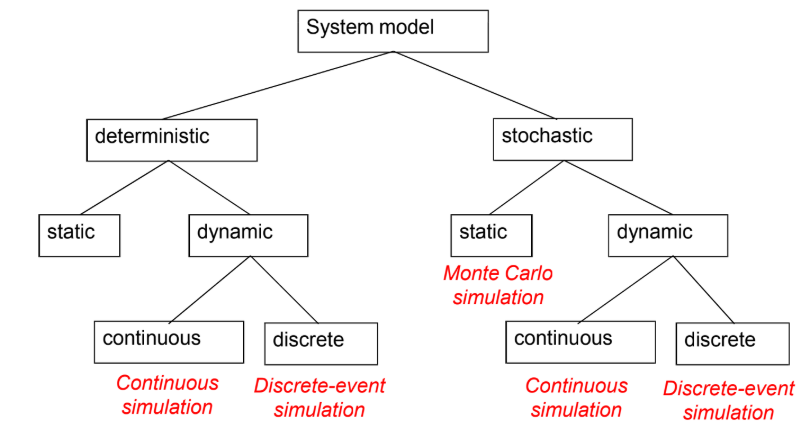 System model
deterministic
stochastic
static
dynamic
static
dynamic
Monte Carlo
simulation
continuous
discrete
continuous
discrete
Continuous
simulation
Discrete-event
simulation
Continuous
simulation
Discrete-event
simulation